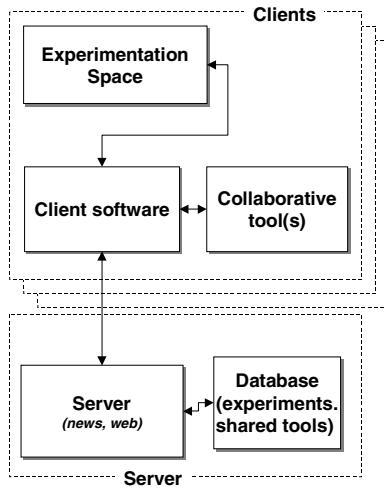 Clients
Experimentation
Space
Client software
Collaborative
tool(s)
Server
(news, web)
Database
(experiments.
shared tools)
Server